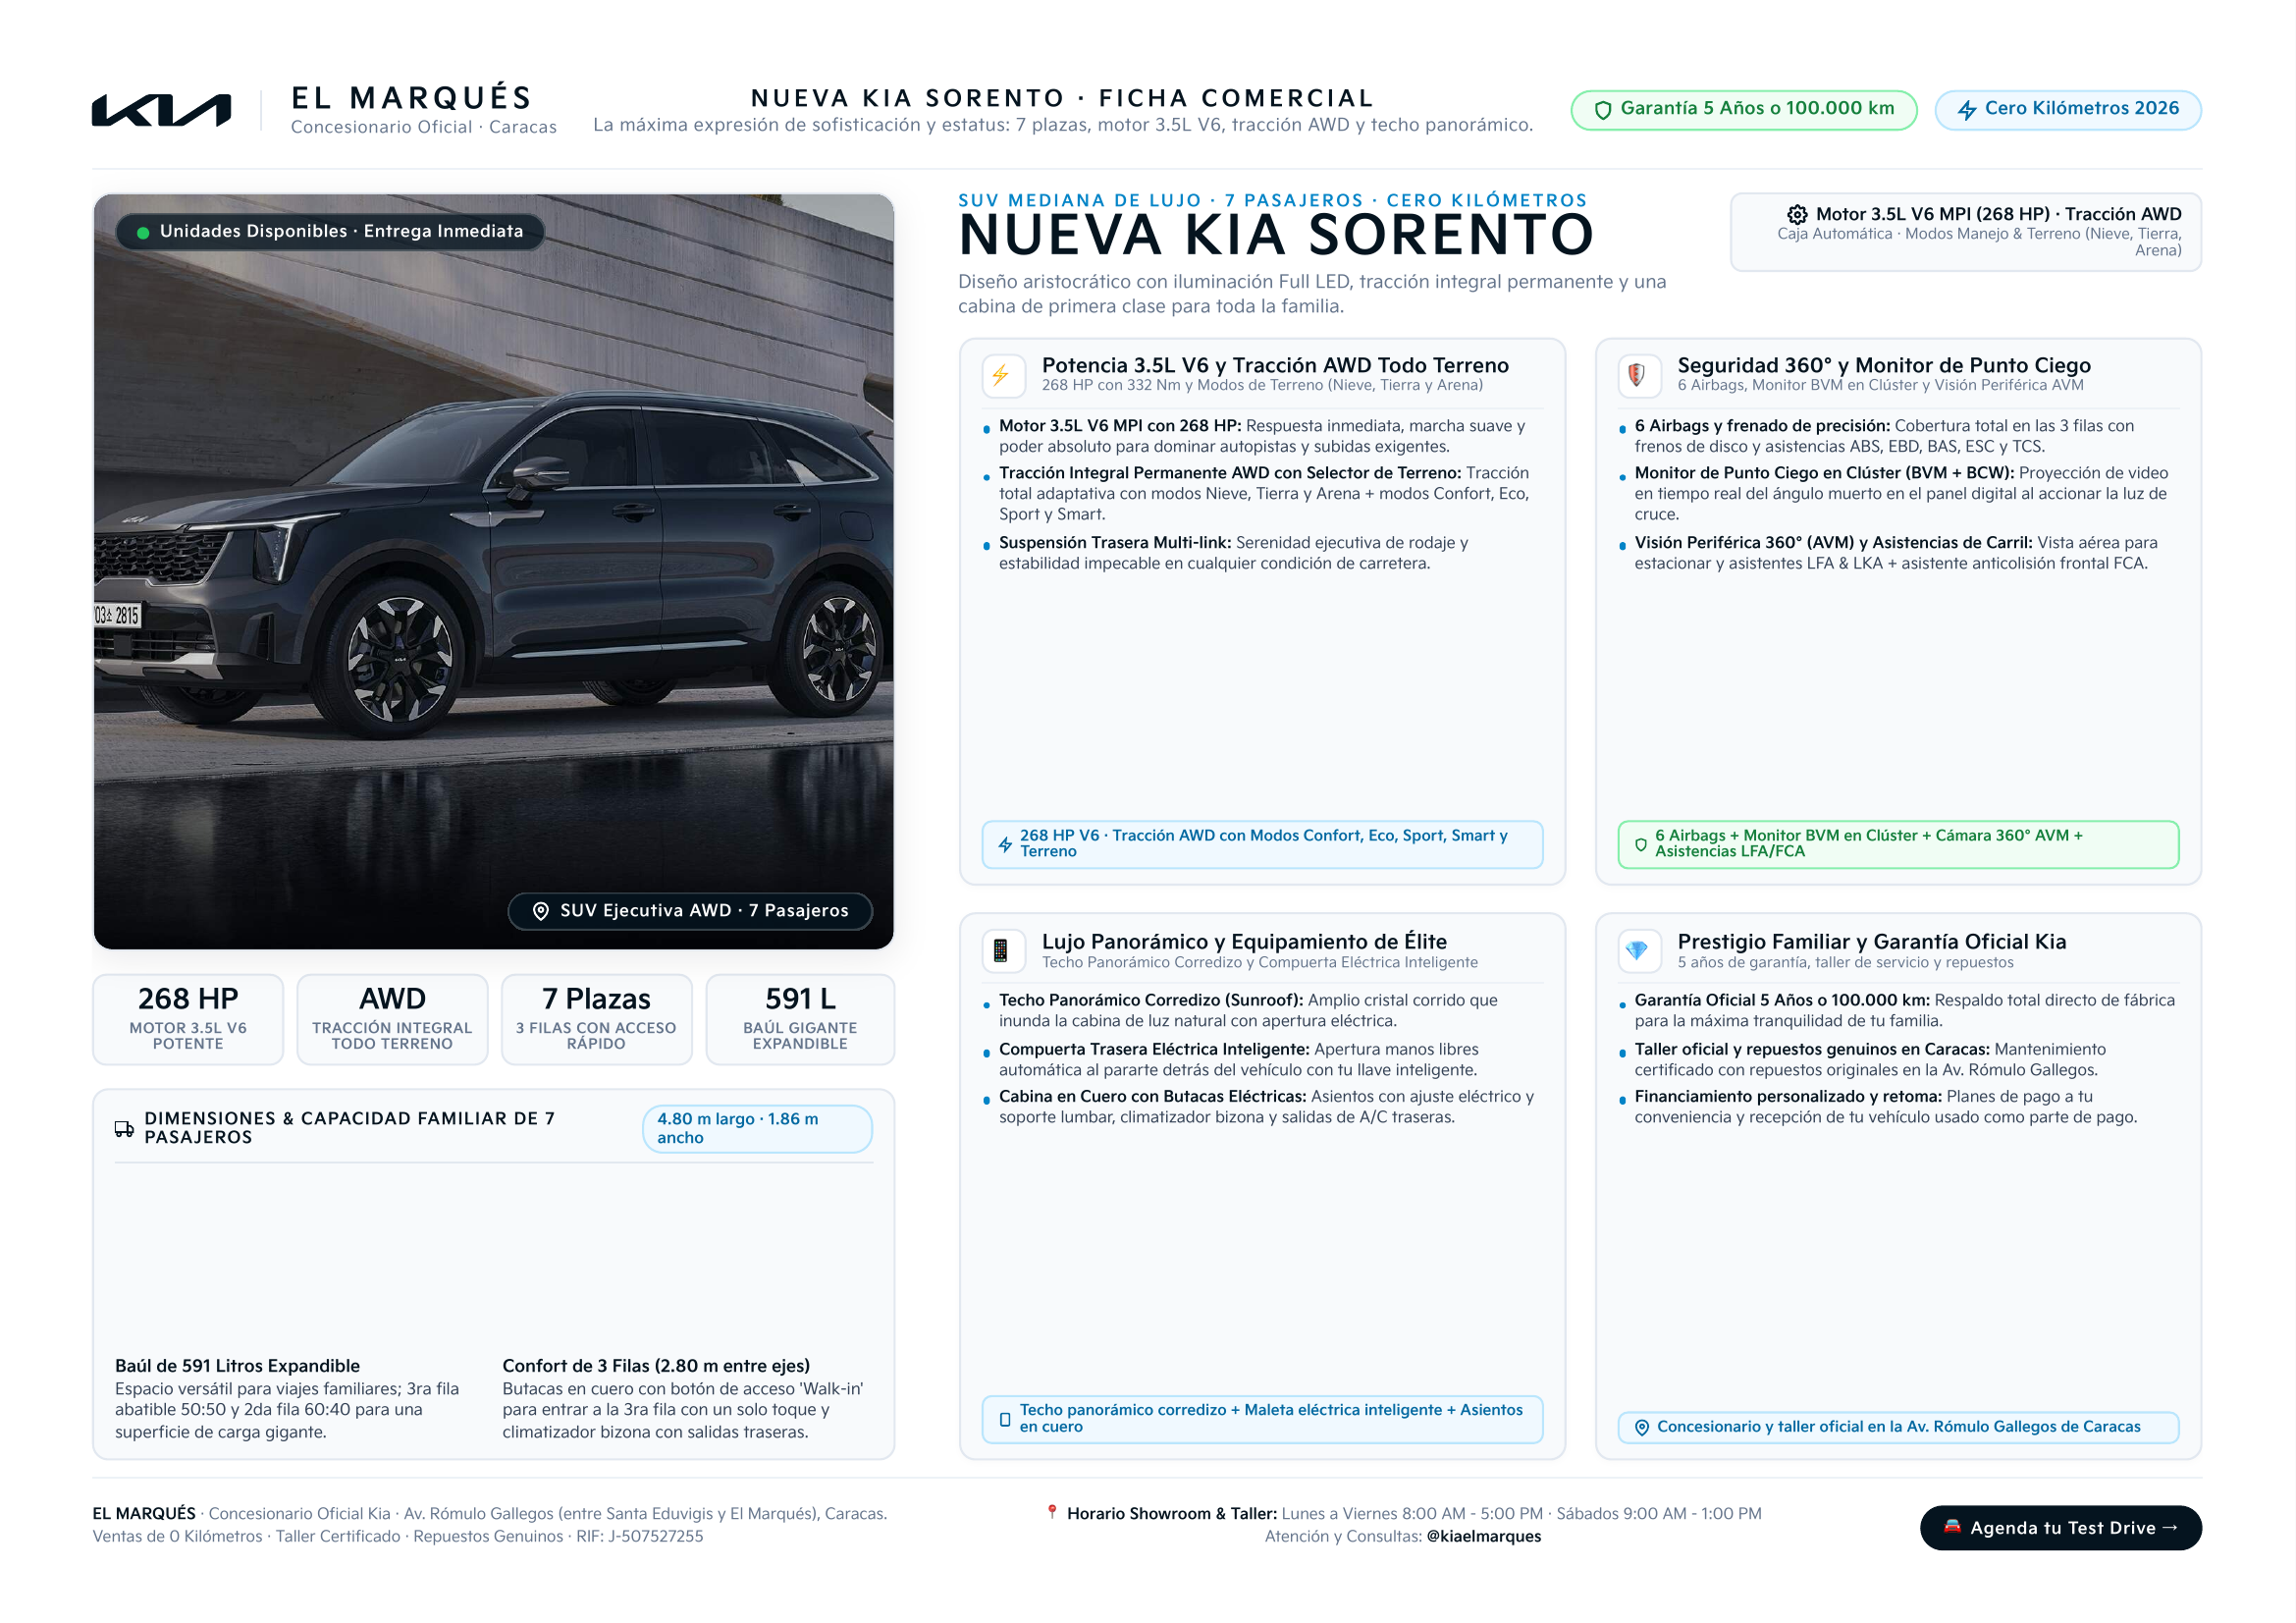 KIA
EL MARQUÉS
Concesionario Oficial · Caracas
NUEVA KIA SORENTO · FICHA COMERCIAL
La máxima expresión de sofisticación y estatus: 7 plazas, motor 3.5L V6, tracción AWD y techo panorámico.
Garantía 5 Años o 100.000 km
Cero Kilómetros 2026
Unidades Disponibles · Entrega Inmediata
03소 2815
SUV Ejecutiva AWD · 7 Pasajeros
268 HP
MOTOR 3.5L V6
POTENTE
AWD
TRACCIÓN INTEGRAL
TODO TERRENO
7 Plazas
3 FILAS CON ACCESO
RÁPIDO
591 L
BAÚL GIGANTE
EXPANDIBLE
DIMENSIONES & CAPACIDAD FAMILIAR DE 7
PASAJEROS
4.80 m largo · 1.86 m
ancho
Baúl de 591 Litros Expandible
Espacio versátil para viajes familiares; 3ra fila
abatible 50:50 y 2da fila 60:40 para una
superficie de carga gigante.
Confort de 3 Filas (2.80 m entre ejes)
Butacas en cuero con botón de acceso 'Walk-in'
para entrar a la 3ra fila con un solo toque y
climatizador bizona con salidas traseras.
SUV MEDIANA DE LUJO · 7 PASAJEROS · CERO KILÓMETROS
NUEVA KIA SORENTO
Diseño aristocrático con iluminación Full LED, tracción integral permanente y una
cabina de primera clase para toda la familia.
Motor 3.5L V6 MPI (268 HP) · Tracción AWD
Caja Automática · Modos Manejo & Terreno (Nieve, Tierra,
Arena)
Potencia 3.5L V6 y Tracción AWD Todo Terreno
268 HP con 332 Nm y Modos de Terreno (Nieve, Tierra y Arena)
Motor 3.5L V6 MPI con 268 HP: Respuesta inmediata, marcha suave y
poder absoluto para dominar autopistas y subidas exigentes.
Tracción Integral Permanente AWD con Selector de Terreno: Tracción
total adaptativa con modos Nieve, Tierra y Arena + modos Confort, Eco,
Sport y Smart.
Suspensión Trasera Multi-link: Serenidad ejecutiva de rodaje y
estabilidad impecable en cualquier condición de carretera.
268 HP V6 · Tracción AWD con Modos Confort, Eco, Sport, Smart y
Terreno
Seguridad 360° y Monitor de Punto Ciego
6 Airbags, Monitor BVM en Clúster y Visión Periférica AVM
6 Airbags y frenado de precisión: Cobertura total en las 3 filas con
frenos de disco y asistencias ABS, EBD, BAS, ESC y TCS.
Monitor de Punto Ciego en Clúster (BVM + BCW): Proyección de video
en tiempo real del ángulo muerto en el panel digital al accionar la luz de
cruce.
Visión Periférica 360° (AVM) y Asistencias de Carril: Vista aérea para
estacionar y asistentes LFA & LKA + asistente anticolisión frontal FCA.
6 Airbags + Monitor BVM en Clúster + Cámara 360° AVM +
Asistencias LFA/FCA
Lujo Panorámico y Equipamiento de Élite
Techo Panorámico Corredizo y Compuerta Eléctrica Inteligente
Techo Panorámico Corredizo (Sunroof): Amplio cristal corrido que
inunda la cabina de luz natural con apertura eléctrica.
Compuerta Trasera Eléctrica Inteligente: Apertura manos libres
automática al pararte detrás del vehículo con tu llave inteligente.
Cabina en Cuero con Butacas Eléctricas: Asientos con ajuste eléctrico y
soporte lumbar, climatizador bizona y salidas de A/C traseras.
Techo panorámico corredizo + Maleta eléctrica inteligente + Asientos
en cuero
Prestigio Familiar y Garantía Oficial Kia
5 años de garantía, taller de servicio y repuestos
Garantía Oficial 5 Años o 100.000 km: Respaldo total directo de fábrica
para la máxima tranquilidad de tu familia.
Taller oficial y repuestos genuinos en Caracas: Mantenimiento
certificado con repuestos originales en la Av. Rómulo Gallegos.
Financiamiento personalizado y retoma: Planes de pago a tu
conveniencia y recepción de tu vehículo usado como parte de pago.
Concesionario y taller oficial en la Av. Rómulo Gallegos de Caracas
EL MARQUÉS · Concesionario Oficial Kia · Av. Rómulo Gallegos (entre Santa Eduvigis y El Marqués), Caracas.
Ventas de 0 Kilómetros · Taller Certificado · Repuestos Genuinos · RIF: J-507527255
Horario Showroom & Taller: Lunes a Viernes 8:00 AM - 5:00 PM · Sábados 9:00 AM - 1:00 PM
Atención y Consultas: @kiaelmarques
Agenda tu Test Drive →